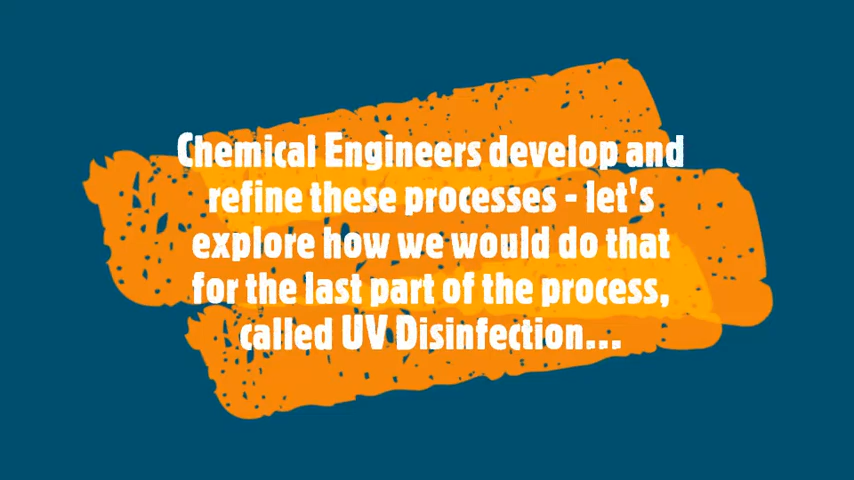 Chemical Engineers develop and
refine these processes - let's
explore how we would do that
for the last part of the process,
called UV Disinfection...